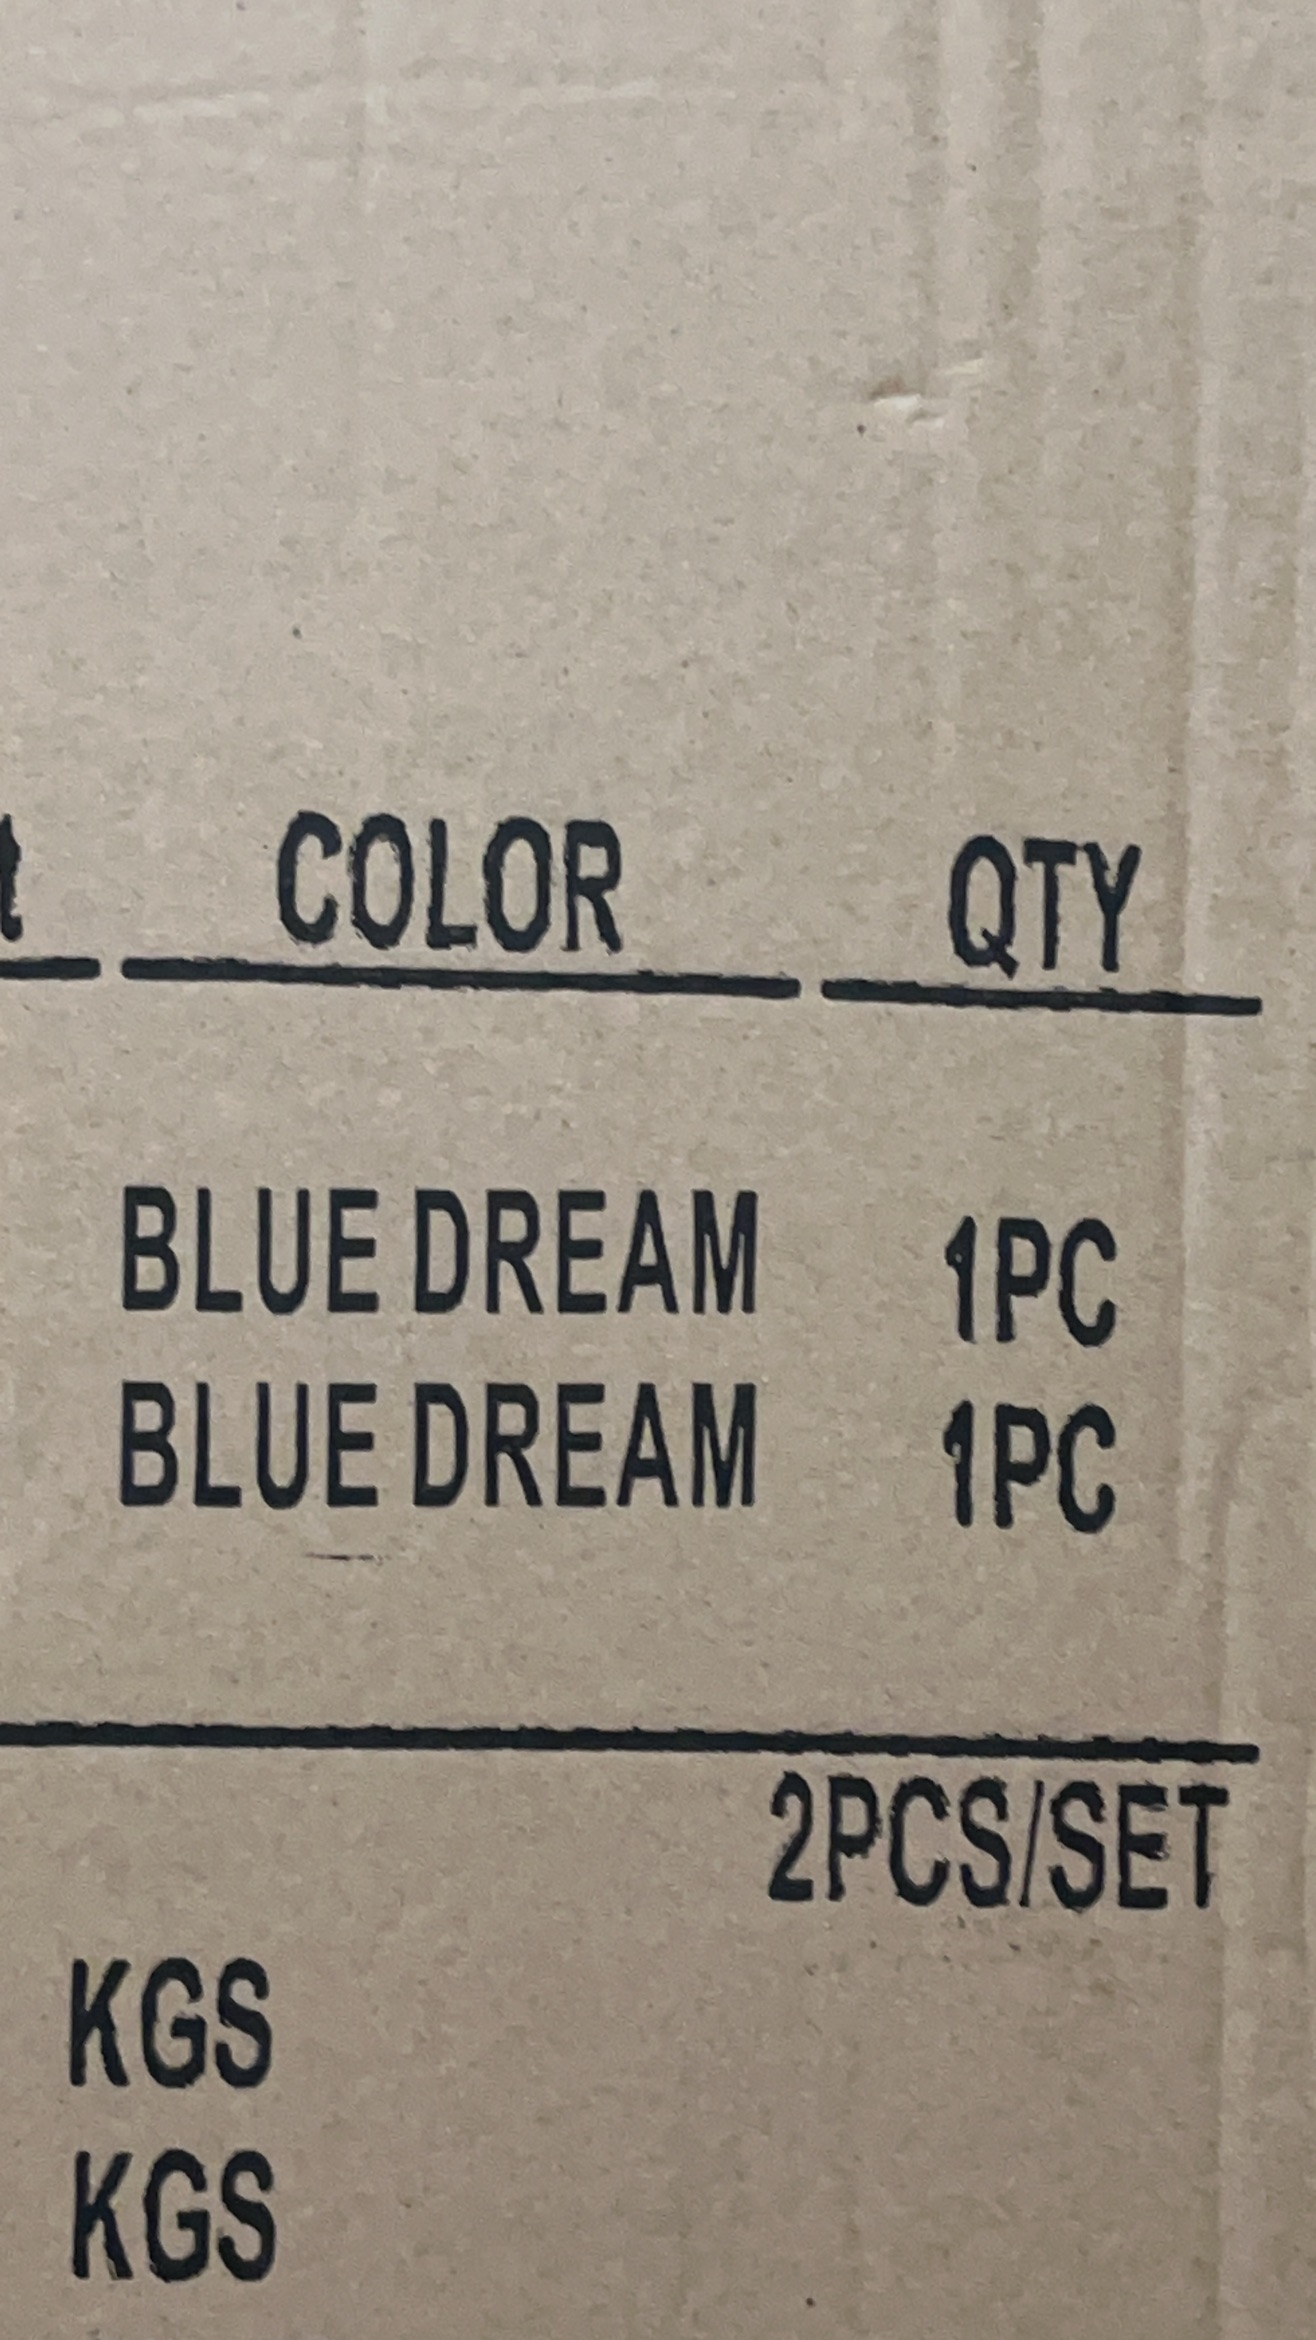 t COLOR QTY
BLUE DREAM 1PC
BLUE DREAM 1PC
2PCS/SET
KGS
KGS